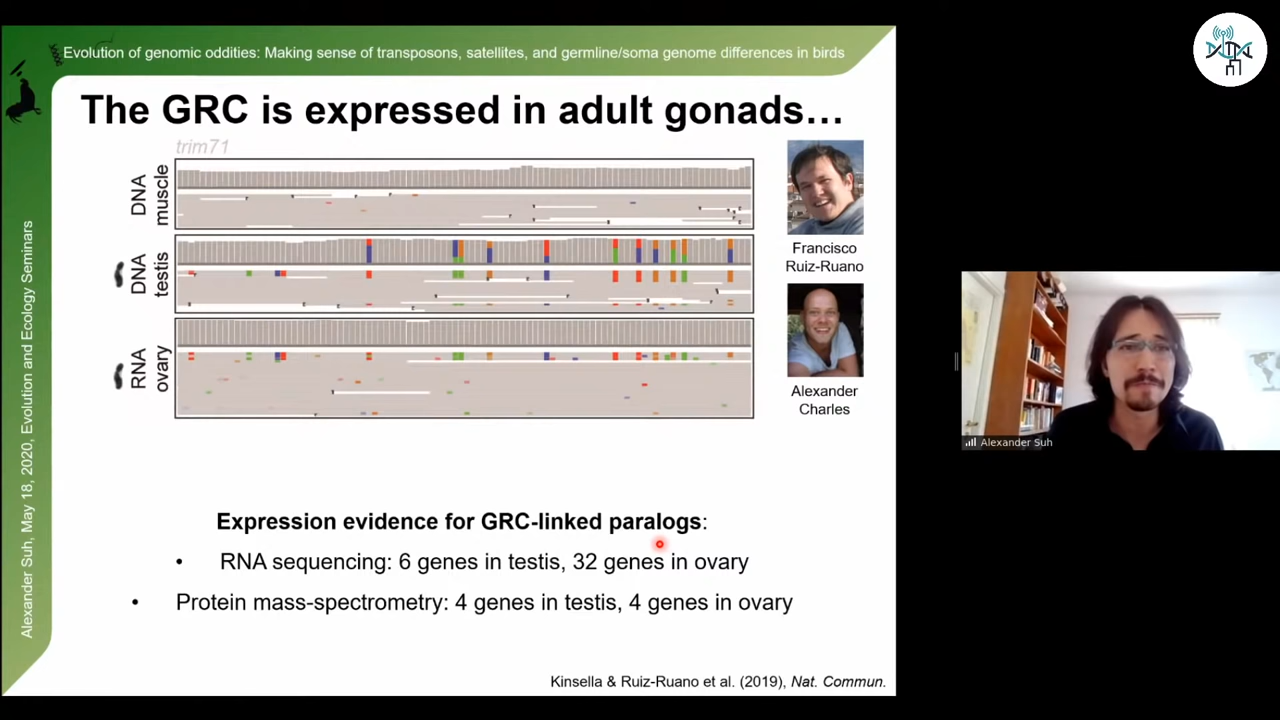 Evolution of genomic oddities: Making sense of transposons, satellites, and germline/soma genome differences in birds
The GRC is expressed in adult gonads…
trim71
DNA
muscle
DNA
testis
RNA
ovary
Francisco
Ruiz-Ruano
Alexander
Charles
Alexander Suh, May 18, 2020, Evolution and Ecology Seminars
Expression evidence for GRC-linked paralogs:
• RNA sequencing: 6 genes in testis, 32 genes in ovary
• Protein mass-spectrometry: 4 genes in testis, 4 genes in ovary
Kinsella & Ruiz-Ruano et al. (2019), Nat. Commun.
Alexander Suh